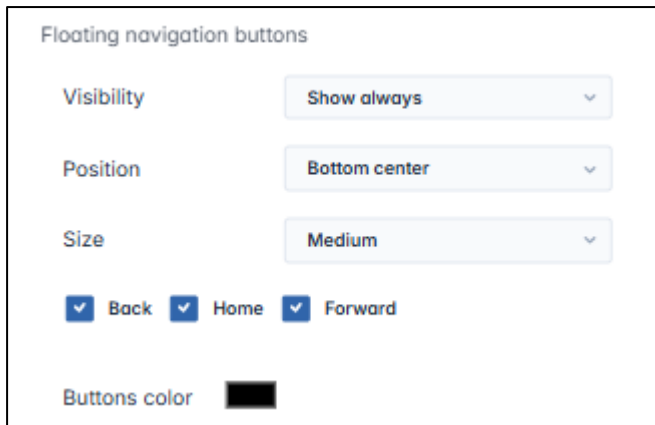 Floating navigation buttons
Visibility Show always
Position Bottom center
Size Medium
Back Home Forward
Buttons color